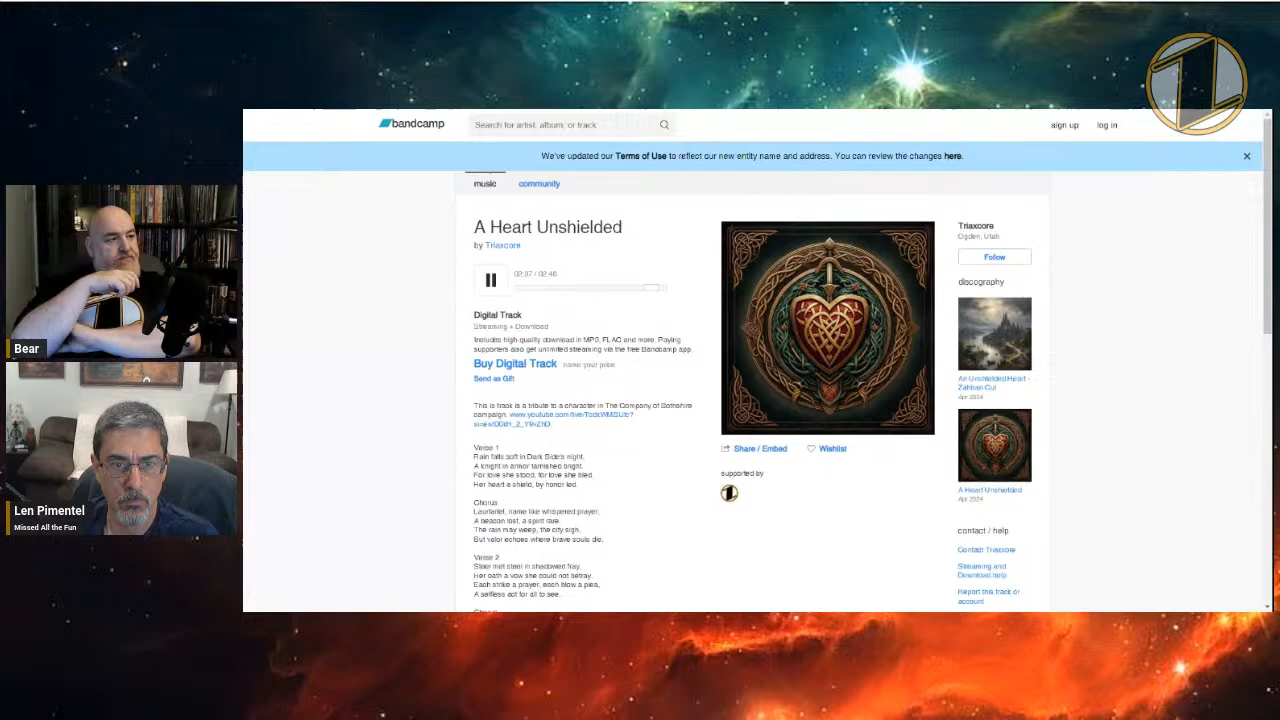 bandcamp
Search for artist, album, or track
sign up
log in
We've updated our Terms of Use to reflect our new entity name and address. You can review the changes here.
music
community
A Heart Unshielded
by Triaxcore
02:37 / 02:46
Digital Track
Streaming + Download
Includes high-quality download in MP3, FLAC and more. Paying
supporters also get unlimited streaming via the free Bandcamp app.
Buy Digital Track name your price
Send as Gift
This is track is a tribute to a character in The Company of Sothshire
campaign.
Verse 1
Rain falls soft in Dark Side's night,
A knight in armor tarnished bright.
For love she stood, for love she bled,
Her heart a shield, by honor led.
Chorus
name like whispered prayer,
A beacon lost, a spirit rare.
The rain may weep, the city sigh,
But valor echoes where brave souls die.
Verse 2
Steel met steel in shadowed fray,
Her oath a vow she could not betray.
Each strike a prayer, each blow a plea,
A selfless act for all to see.
Chorus
Share / Embed
Wishlist
supported by
Triaxcore
Ogden, Utah
Follow
discography
An Unshielded Heart -
Apr 2024
A Heart Unshielded
Apr 2024
contact / help
Contact Triaxcore
Streaming and
Download help
Report this track or
account
Bear
Len Pimentel
Missed All the Fun